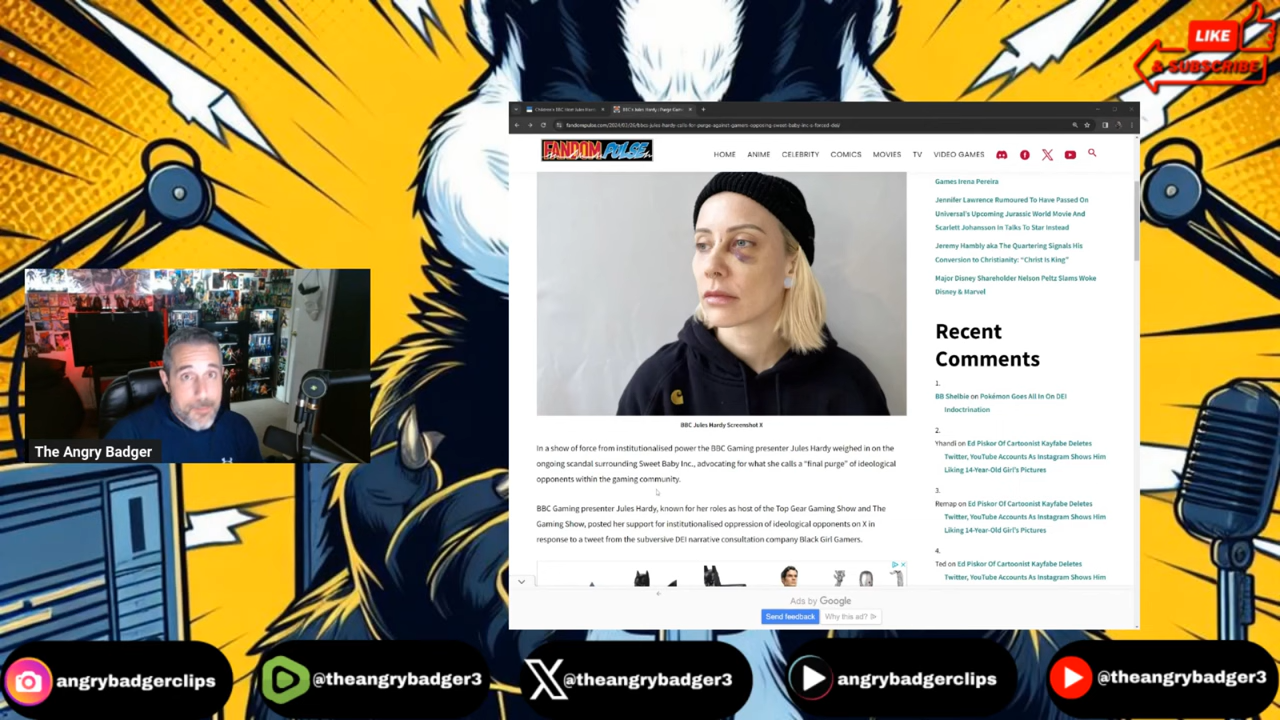 LIKE
& SUBSCRIBE
Children's BBC Host Jules Hardy
BBC's Jules Hardy : Purge Gam
FANDOM PULSE
HOME ANIME CELEBRITY COMICS MOVIES TV VIDEO GAMES
Games Irena Pereira
Jennifer Lawrence Rumoured To Have Passed On
Universal's Upcoming Jurassic World Movie And
Scarlett Johansson In Talks To Star Instead
Jeremy Hambly aka The Quartering Signals His
Conversion to Christianity: "Christ Is King"
Major Disney Shareholder Nelson Peltz Slams Woke
Disney & Marvel
Recent
Comments
1.
BB Shelbie on Pokémon Goes All In On DEI
Indoctrination
2.
Yhandi on Ed Piskor Of Cartoonist Kayfabe Deletes
Twitter, YouTube Accounts As Instagram Shows Him
Liking 14-Year-Old Girl's Pictures
3.
Remap on Ed Piskor Of Cartoonist Kayfabe Deletes
Twitter, YouTube Accounts As Instagram Shows Him
Liking 14-Year-Old Girl's Pictures
4.
Ted on Ed Piskor Of Cartoonist Kayfabe Deletes
Twitter, YouTube Accounts As Instagram Shows Him
BBC Jules Hardy Screenshot X
In a show of force from institutionalised power the BBC Gaming presenter Jules Hardy weighed in on the
ongoing scandal surrounding Sweet Baby Inc., advocating for what she calls a "final purge" of ideological
opponents within the gaming community.
BBC Gaming presenter Jules Hardy, known for her roles as host of the Top Gear Gaming Show and The
Gaming Show, posted her support for institutionalised oppression of ideological opponents on X in
response to a tweet from the subversive DEI narrative consultation company Black Girl Gamers.
Ads by Google
Send feedback Why this ad?
The Angry Badger
angrybadgerclips
@theangrybadger3
@theangrybadger3
angrybadgerclips
@theangrybadger3